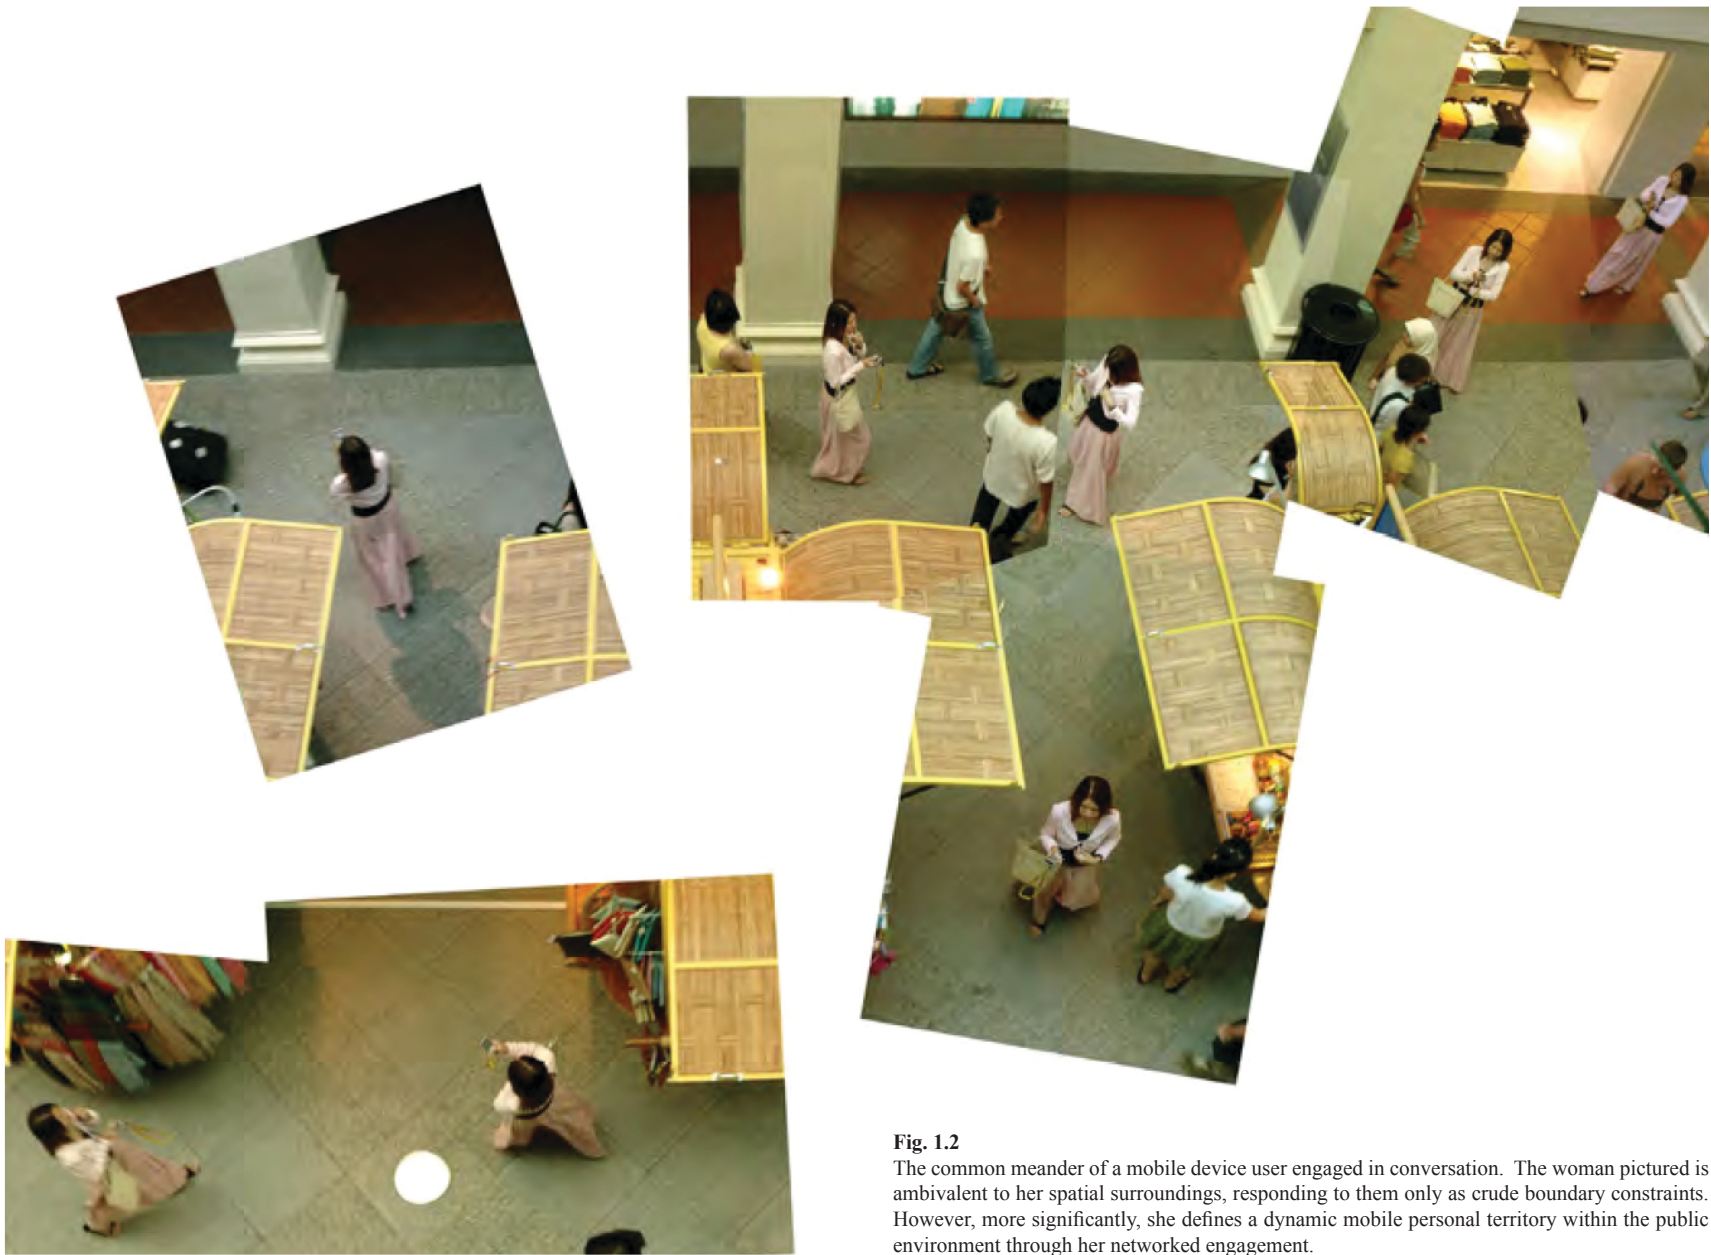 Fig. 1.2
The common meander of a mobile device user engaged in conversation.  The woman pictured is
ambivalent to her spatial surroundings, responding to them only as crude boundary constraints.
However, more significantly, she defines a dynamic mobile personal territory within the public
environment through her networked engagement.